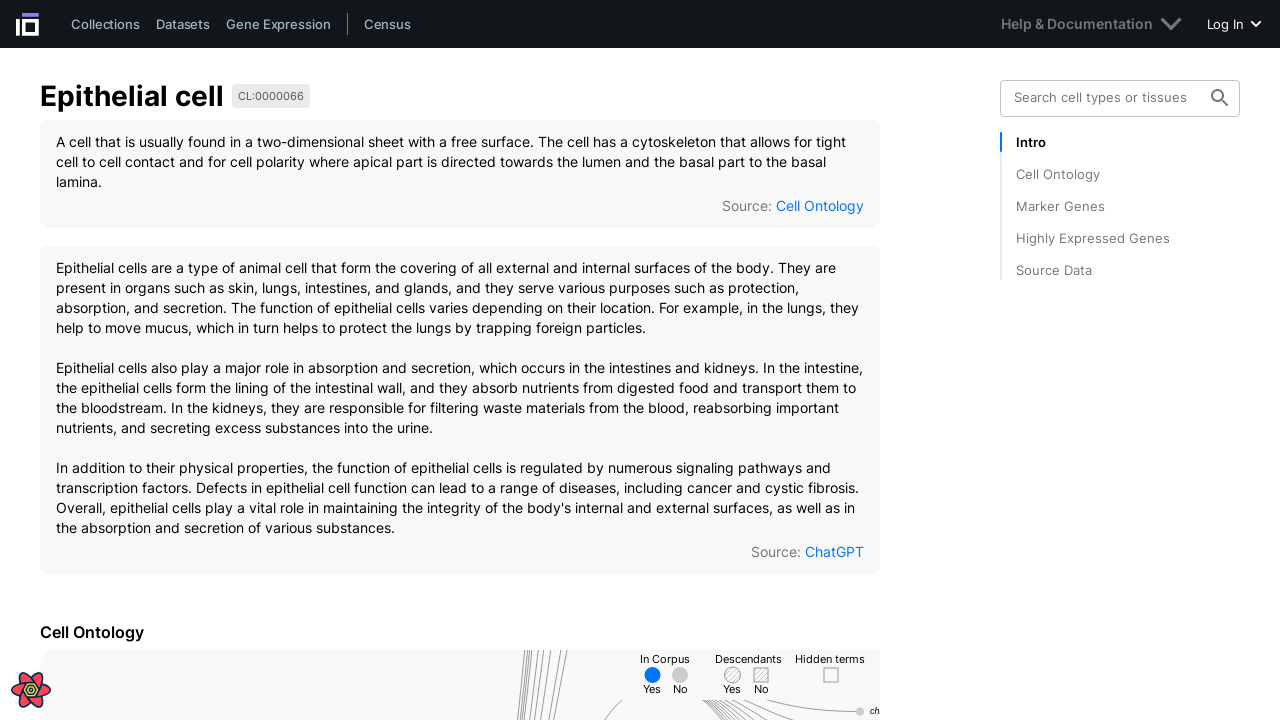 Collections Datasets Gene Expression Census Help & Documentation Log In
Epithelial cell CL:0000066
A cell that is usually found in a two-dimensional sheet with a free surface. The cell has a cytoskeleton that allows for tight
cell to cell contact and for cell polarity where apical part is directed towards the lumen and the basal part to the basal
lamina.
Source: Cell Ontology
Epithelial cells are a type of animal cell that form the covering of all external and internal surfaces of the body. They are
present in organs such as skin, lungs, intestines, and glands, and they serve various purposes such as protection,
absorption, and secretion. The function of epithelial cells varies depending on their location. For example, in the lungs, they
help to move mucus, which in turn helps to protect the lungs by trapping foreign particles.
Epithelial cells also play a major role in absorption and secretion, which occurs in the intestines and kidneys. In the intestine,
the epithelial cells form the lining of the intestinal wall, and they absorb nutrients from digested food and transport them to
the bloodstream. In the kidneys, they are responsible for filtering waste materials from the blood, reabsorbing important
nutrients, and secreting excess substances into the urine.
In addition to their physical properties, the function of epithelial cells is regulated by numerous signaling pathways and
transcription factors. Defects in epithelial cell function can lead to a range of diseases, including cancer and cystic fibrosis.
Overall, epithelial cells play a vital role in maintaining the integrity of the body's internal and external surfaces, as well as in
the absorption and secretion of various substances.
Source: ChatGPT
Cell Ontology
In Corpus Descendants Hidden terms
Yes No Yes No
Search cell types or tissues
Intro
Cell Ontology
Marker Genes
Highly Expressed Genes
Source Data